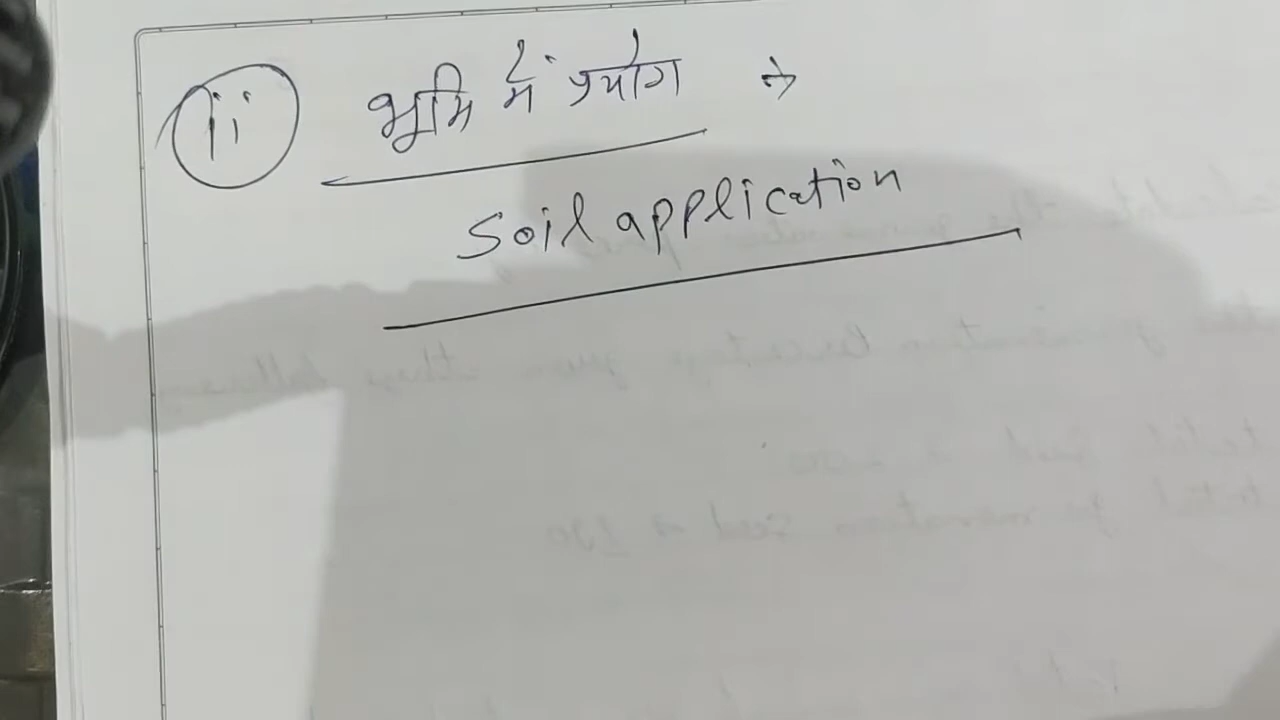 ii भूमि में प्रयोग →
Soil application